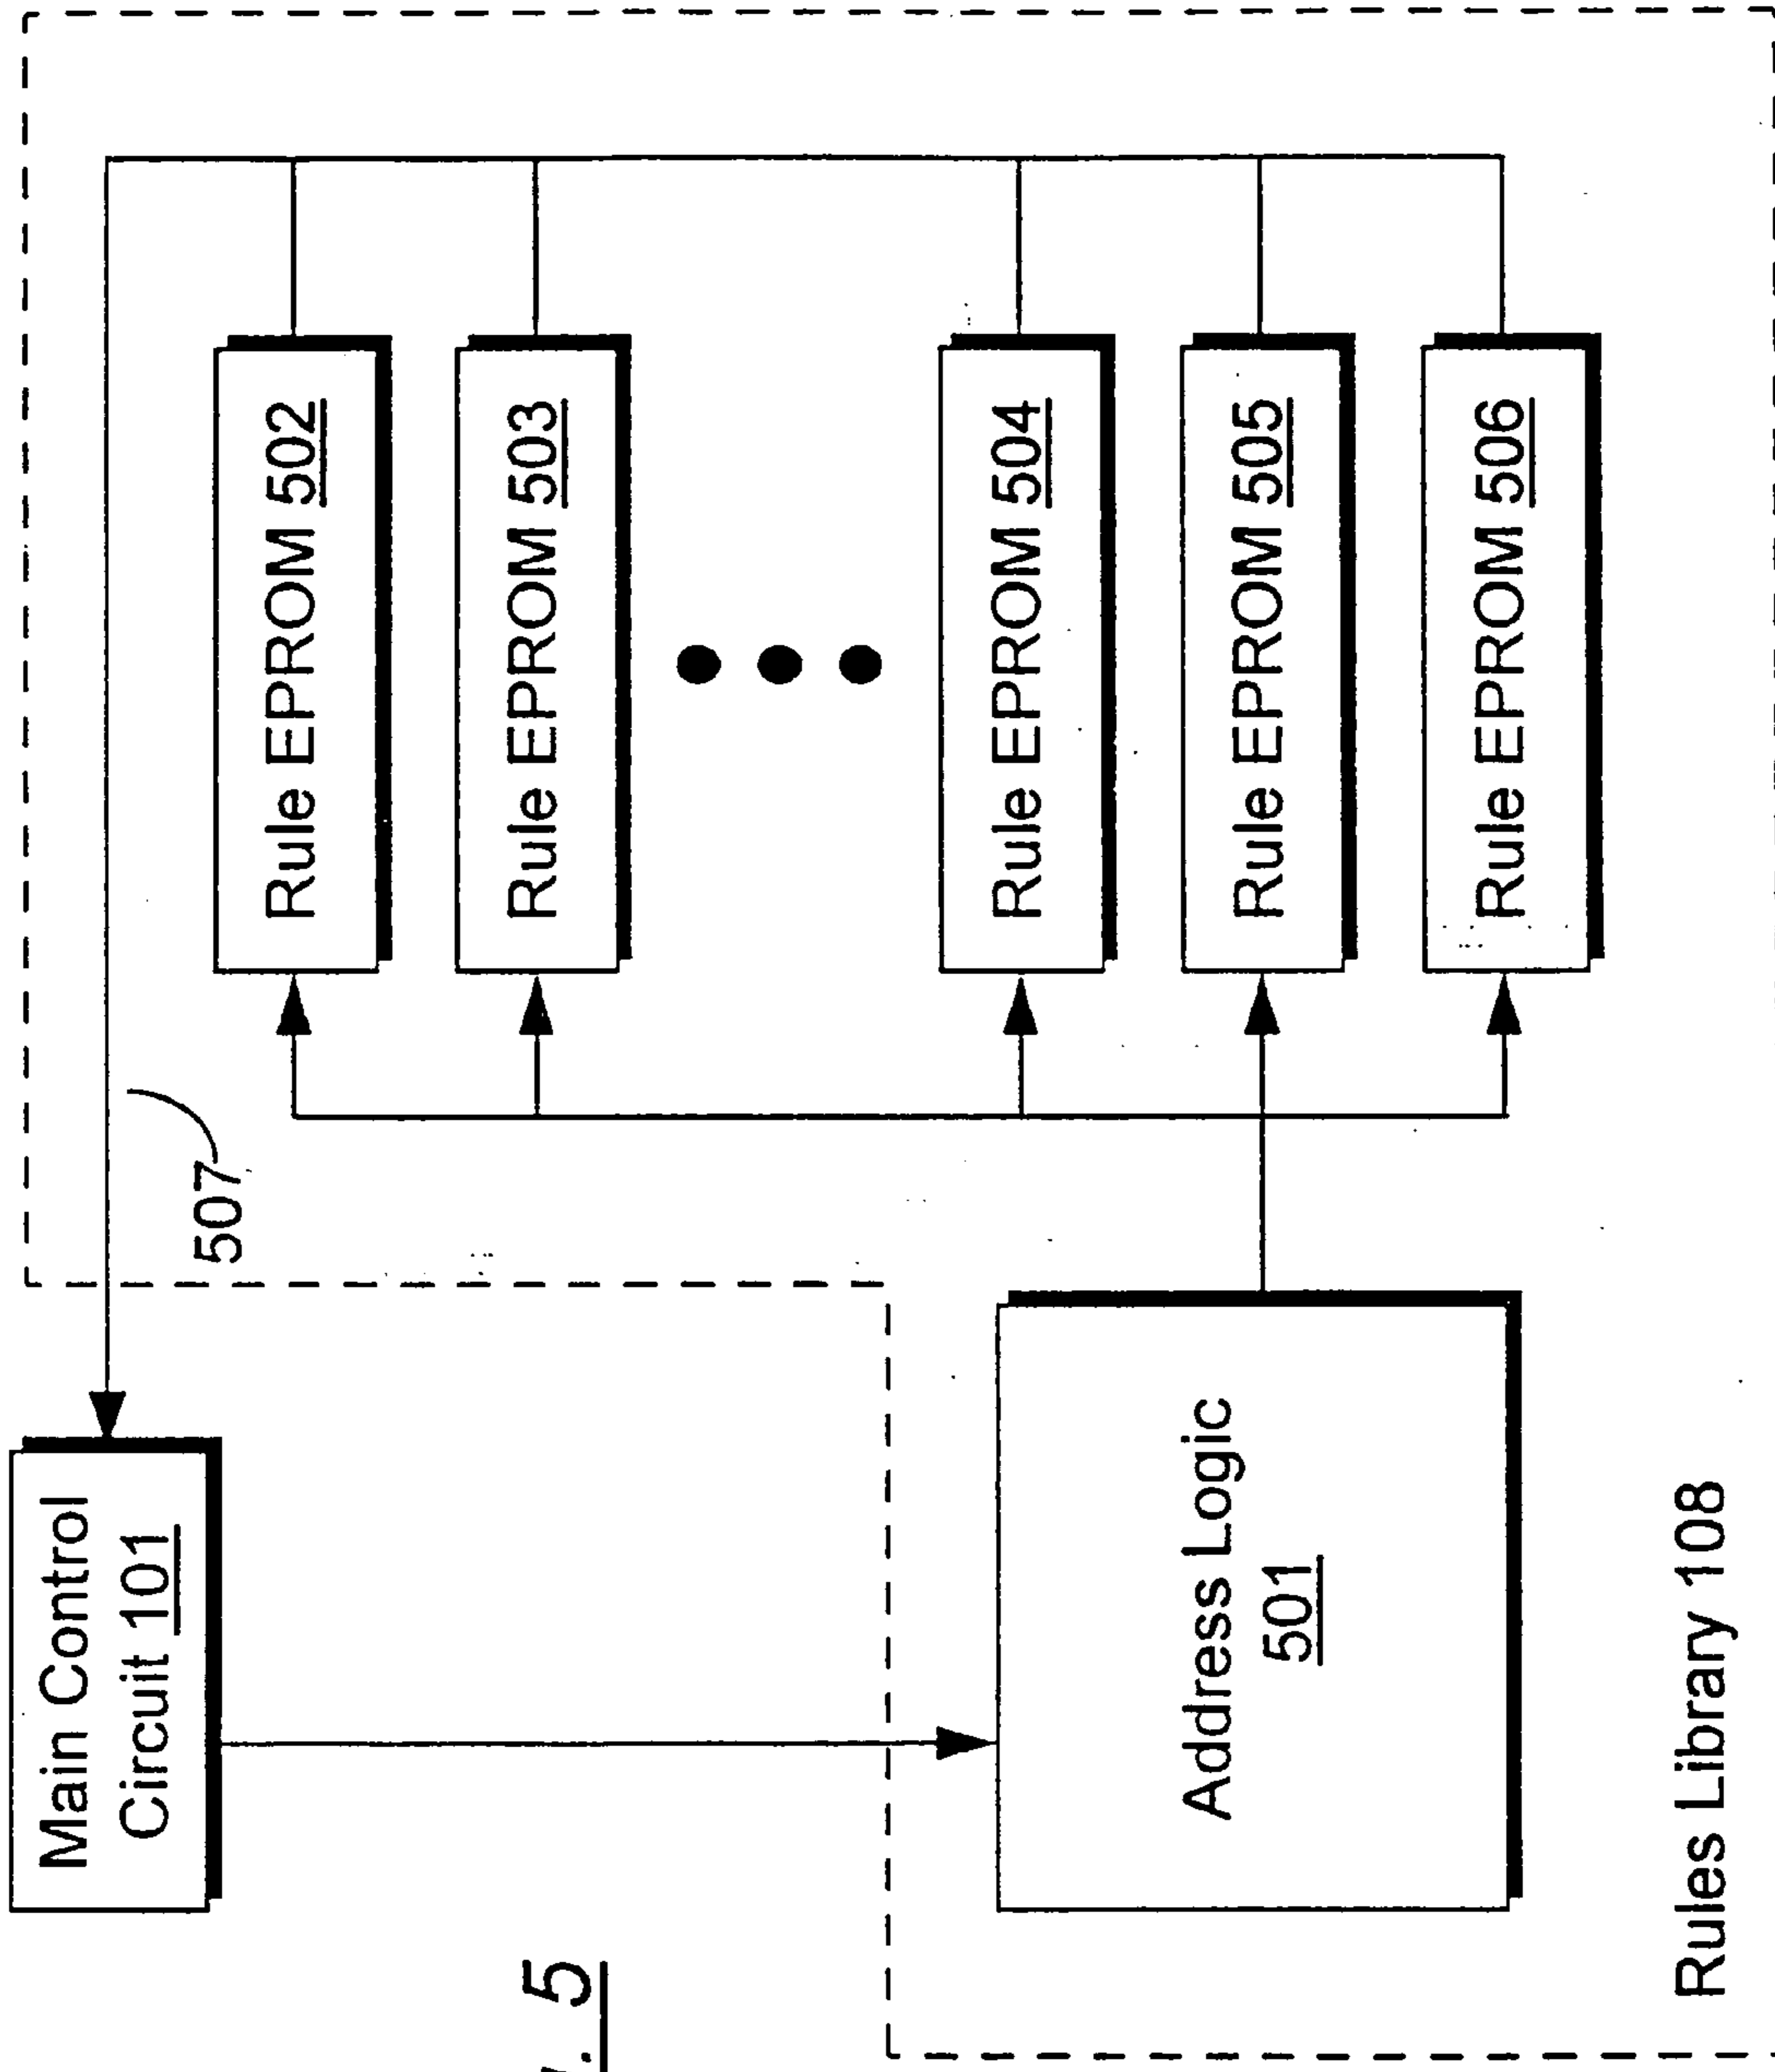 Main Control
Circuit 101
507
Rule EPROM 502
Rule EPROM 503
Rule EPROM 504
Rule EPROM 505
Rule EPROM 506
Address Logic
501
Rules Library 108
. 5